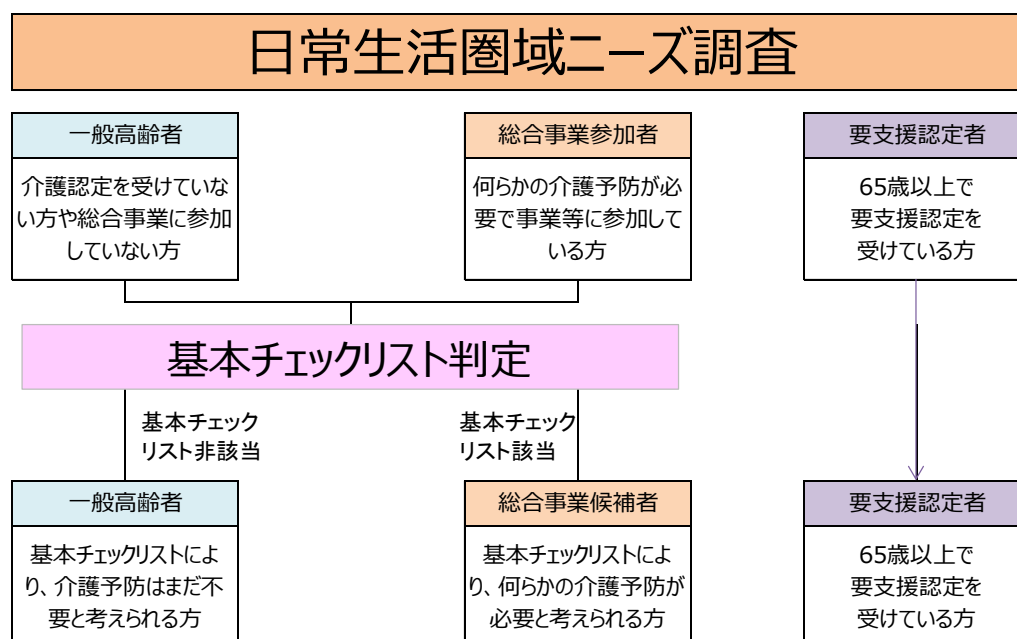 日常生活圏域ニーズ調査
一般高齢者
介護認定を受けていな
い方や総合事業に参加
していない方
総合事業参加者
何らかの介護予防が必
要で事業等に参加して
いる方
要支援認定者
65歳以上で
要支援認定を
受けている方
基本チェックリスト判定
基本チェック
リスト非該当
基本チェック
リスト該当
一般高齢者
基本チェックリストによ
り、介護予防はまだ不
要と考えられる方
総合事業候補者
基本チェックリストによ
り、何らかの介護予防が
必要と考えられる方
要支援認定者
65歳以上で
要支援認定を
受けている方